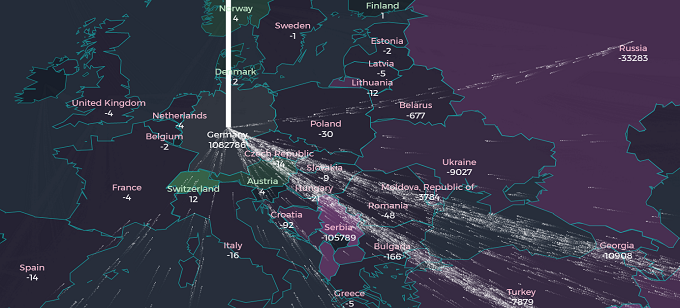 Norway
4
Finland
1
Sweden
-1
Estonia
-2
Russia
-33283
Latvia
-5
Denmark
2
Lithuania
-12
United Kingdom
-4
Belarus
-677
Netherlands
-4
Poland
-30
Belgium
-2
Germany
1082786
Czech Republic
-14
Ukraine
-9027
Slovakia
-9
France
-4
Switzerland
12
Austria
4
Hungary
-21
Moldova, Republic of
-3784
Romania
-48
Croatia
-92
Serbia
-105789
Italy
-16
Bulgaria
-166
Georgia
-10908
Spain
-14
Greece
-5
Turkey
-7879